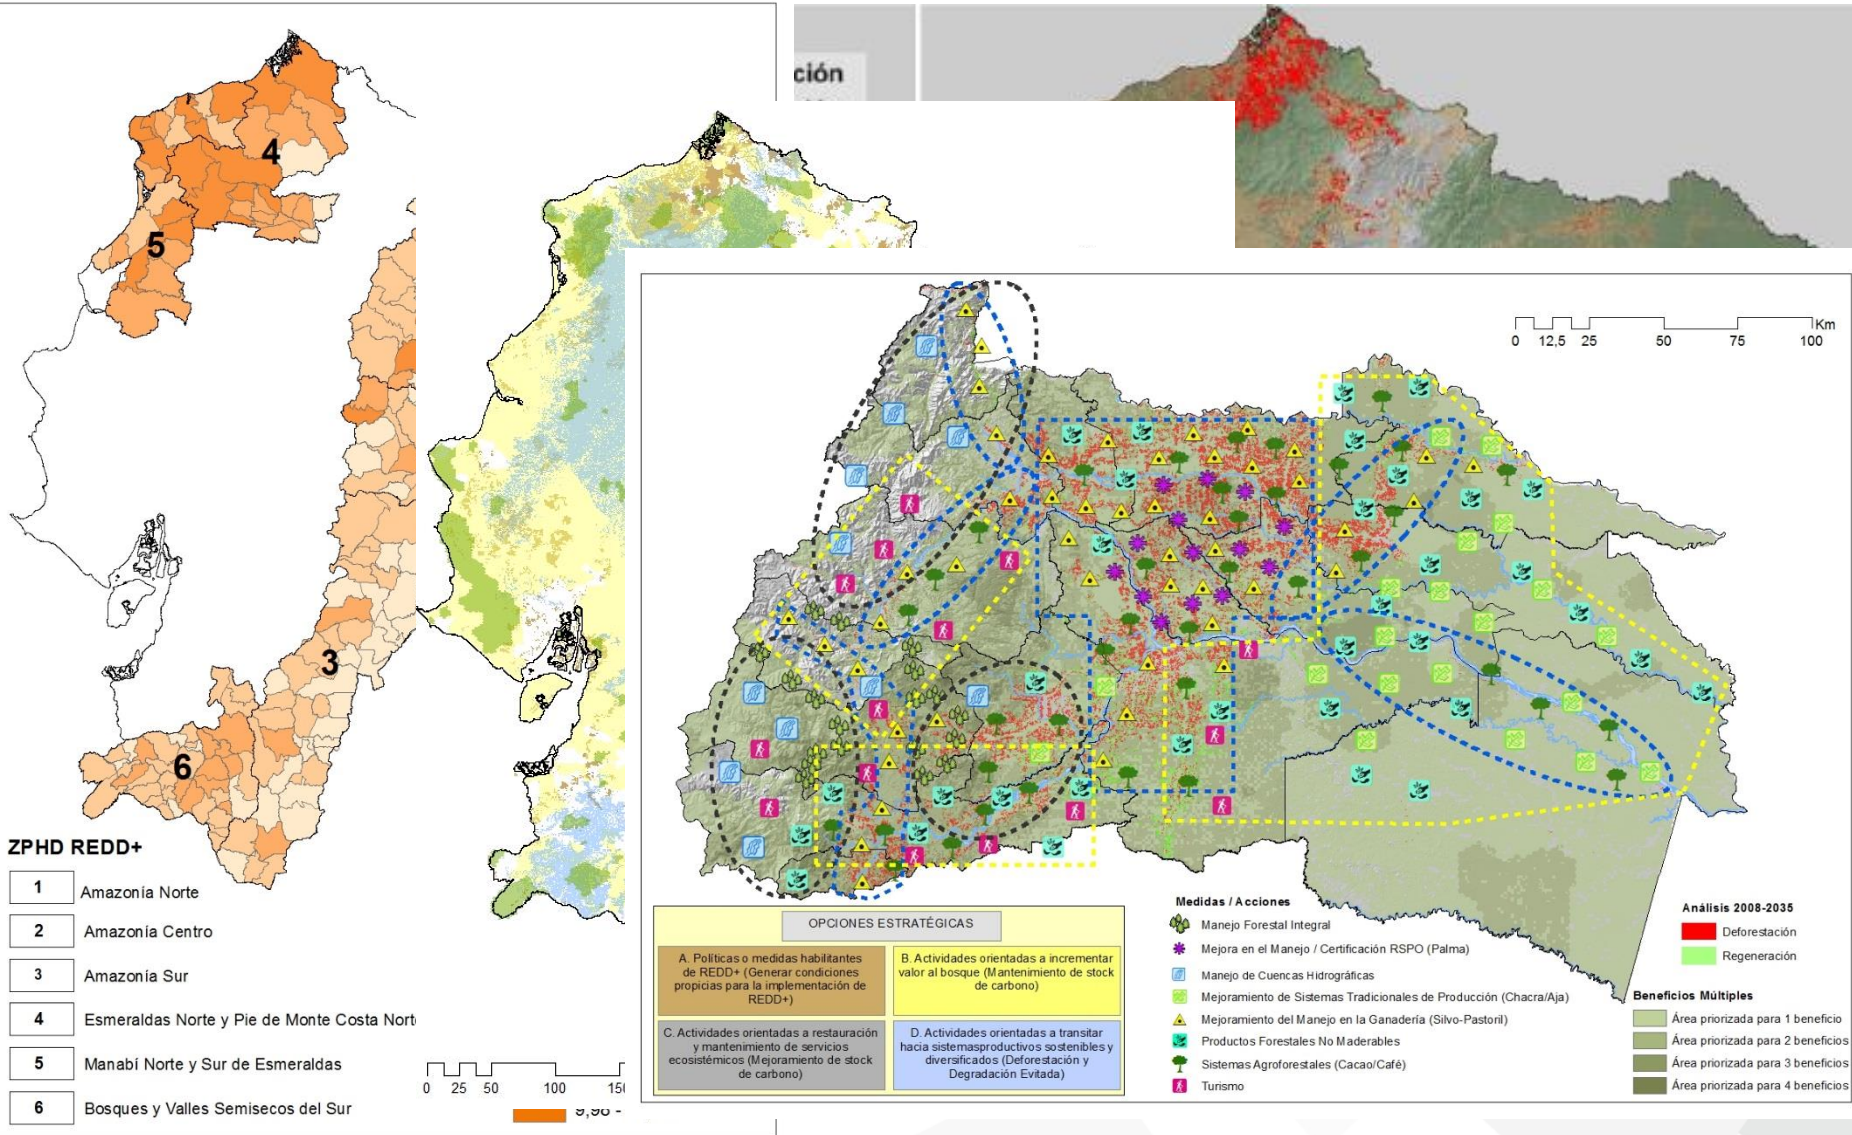 4
5
3
6
ZPHD REDD+
1 Amazonía Norte
2 Amazonía Centro
3 Amazonía Sur
4 Esmeraldas Norte y Pie de Monte Costa Nort
5 Manabí Norte y Sur de Esmeraldas
6 Bosques y Valles Semisecos del Sur
0 25 50 100
ción
Km
0 12,5 25 50 75 100
OPCIONES ESTRATÉGICAS
A. Políticas o medidas habilitantes
de REDD+ (Generar condiciones
propicias para la implementación de
REDD+)
B. Actividades orientadas a incrementar
valor al bosque (Mantenimiento de stock
de carbono)
C. Actividades orientadas a restauración
y mantenimiento de servicios
ecosistémicos (Mejoramiento de stock
de carbono)
D. Actividades orientadas a transitar
hacia sistemasproductivos sostenibles y
diversificados (Deforestación y
Degradación Evitada)
Medidas / Acciones
Manejo Forestal Integral
Mejora en el Manejo / Certificación RSPO (Palma)
Manejo de Cuencas Hidrográficas
Mejoramiento de Sistemas Tradicionales de Producción (Chacra/Aja)
Mejoramiento del Manejo en la Ganadería (Silvo-Pastoril)
Productos Forestales No Maderables
Sistemas Agroforestales (Cacao/Café)
Turismo
Análisis 2008-2035
Deforestación
Regeneración
Beneficios Múltiples
Área priorizada para 1 beneficio
Área priorizada para 2 beneficios
Área priorizada para 3 beneficios
Área priorizada para 4 beneficios